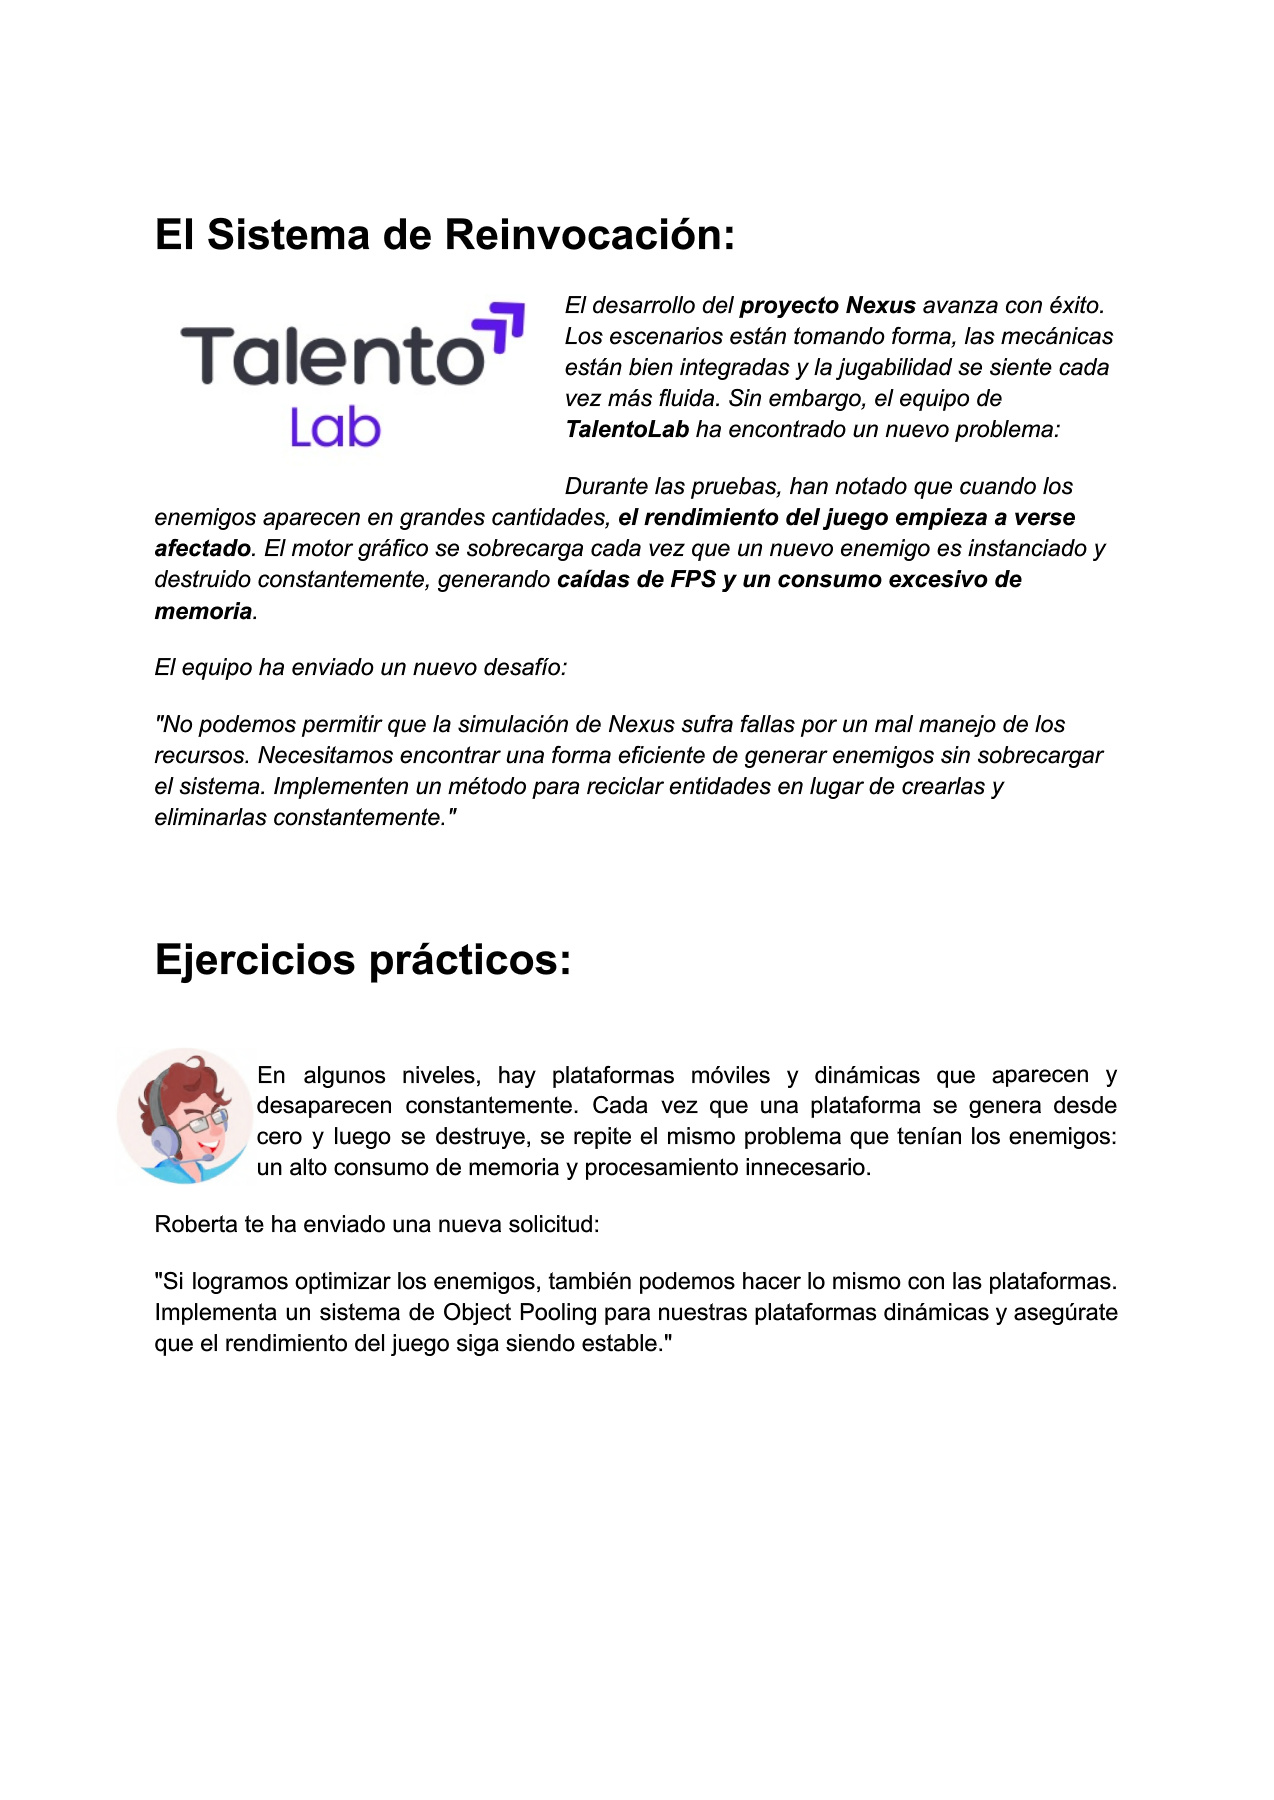 El Sistema de Reinvocación:
Talento
Lab
El desarrollo del proyecto Nexus avanza con éxito.
Los escenarios están tomando forma, las mecánicas
están bien integradas y la jugabilidad se siente cada
vez más fluida. Sin embargo, el equipo de
TalentoLab ha encontrado un nuevo problema:
Durante las pruebas, han notado que cuando los
enemigos aparecen en grandes cantidades, el rendimiento del juego empieza a verse
afectado. El motor gráfico se sobrecarga cada vez que un nuevo enemigo es instanciado y
destruido constantemente, generando caídas de FPS y un consumo excesivo de
memoria.
El equipo ha enviado un nuevo desafío:
"No podemos permitir que la simulación de Nexus sufra fallas por un mal manejo de los
recursos. Necesitamos encontrar una forma eficiente de generar enemigos sin sobrecargar
el sistema. Implementen un método para reciclar entidades en lugar de crearlas y
eliminarlas constantemente."
Ejercicios prácticos:
En algunos niveles, hay plataformas móviles y dinámicas que aparecen y
desaparecen constantemente. Cada vez que una plataforma se genera desde
cero y luego se destruye, se repite el mismo problema que tenían los enemigos:
un alto consumo de memoria y procesamiento innecesario.
Roberta te ha enviado una nueva solicitud:
"Si logramos optimizar los enemigos, también podemos hacer lo mismo con las plataformas.
Implementa un sistema de Object Pooling para nuestras plataformas dinámicas y asegúrate
que el rendimiento del juego siga siendo estable."